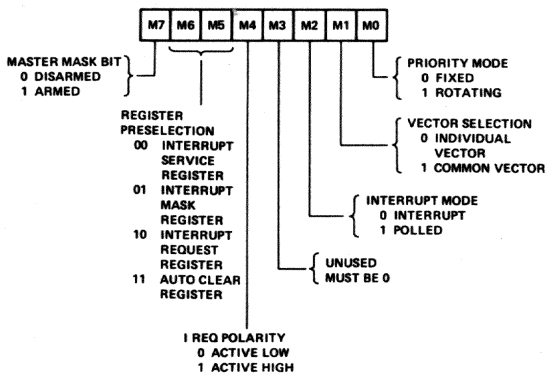 M7 M6 M5 M4 M3 M2 M1 M0
MASTER MASK BIT
0 DISARMED
1 ARMED
PRIORITY MODE
0 FIXED
1 ROTATING
REGISTER
PRESELECTION
00 INTERRUPT
SERVICE
REGISTER
01 INTERRUPT
MASK
REGISTER
10 INTERRUPT
REQUEST
REGISTER
11 AUTO CLEAR
REGISTER
VECTOR SELECTION
0 INDIVIDUAL
VECTOR
1 COMMON VECTOR
INTERRUPT MODE
0 INTERRUPT
1 POLLED
UNUSED
MUST BE 0
I REQ POLARITY
0 ACTIVE LOW
1 ACTIVE HIGH